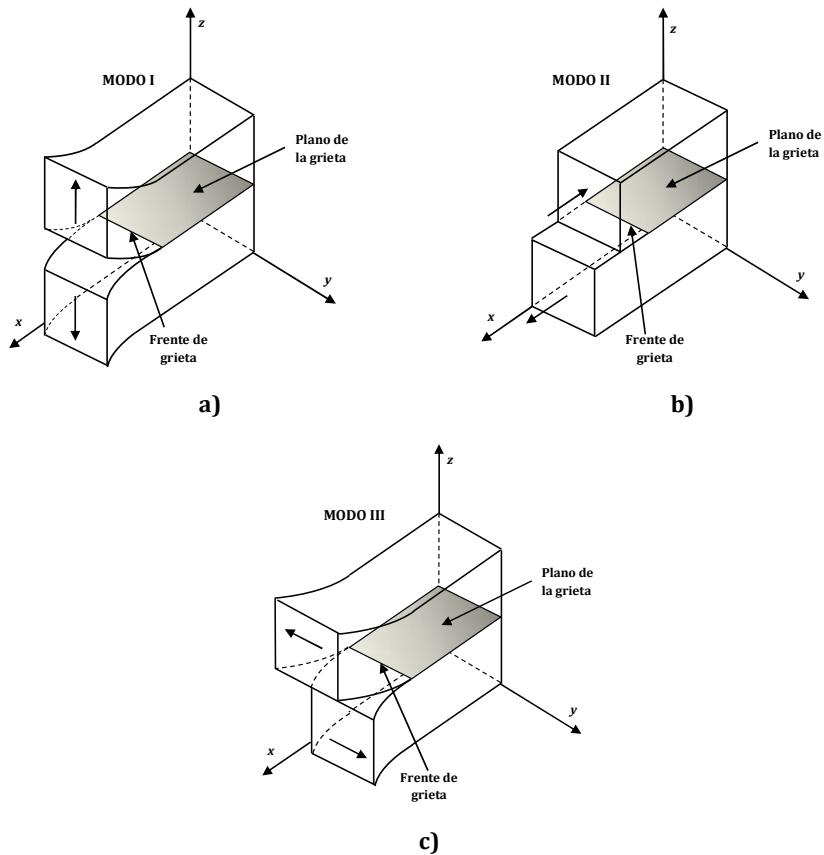 z
MODO I
Plano de
la grieta
y
x
Frente de
grieta
a)
z
MODO II
Plano de
la grieta
y
x
Frente de
grieta
b)
z
MODO III
Plano de
la grieta
y
x
Frente de
grieta
c)